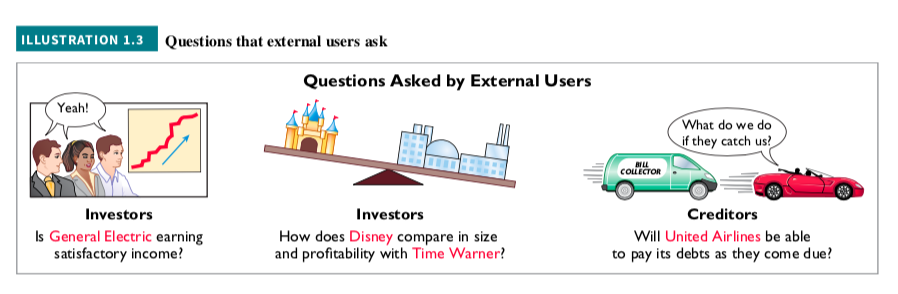 ILLUSTRATION 1.3 Questions that external users ask
Questions Asked by External Users
Yeah!
What do we do
if they catch us?
BILL
COLLECTOR
Investors
Is General Electric earning
satisfactory income?
Investors
How does Disney compare in size
and profitability with Time Warner?
Creditors
Will United Airlines be able
to pay its debts as they come due?